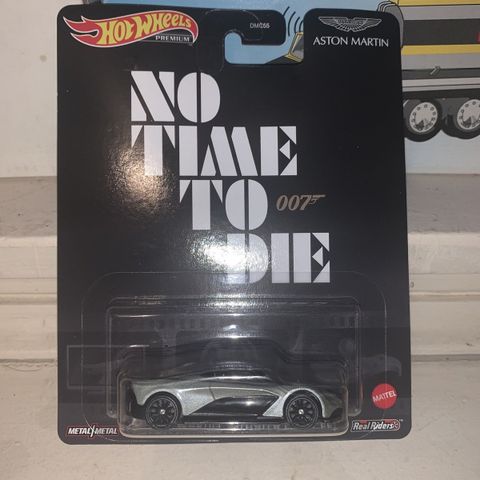 HOT WHEELS
PREMIUM
DMC55
ASTON MARTIN
NO
TIME
TO
007
DIE
MATTEL
METAL/METAL
Real Riders